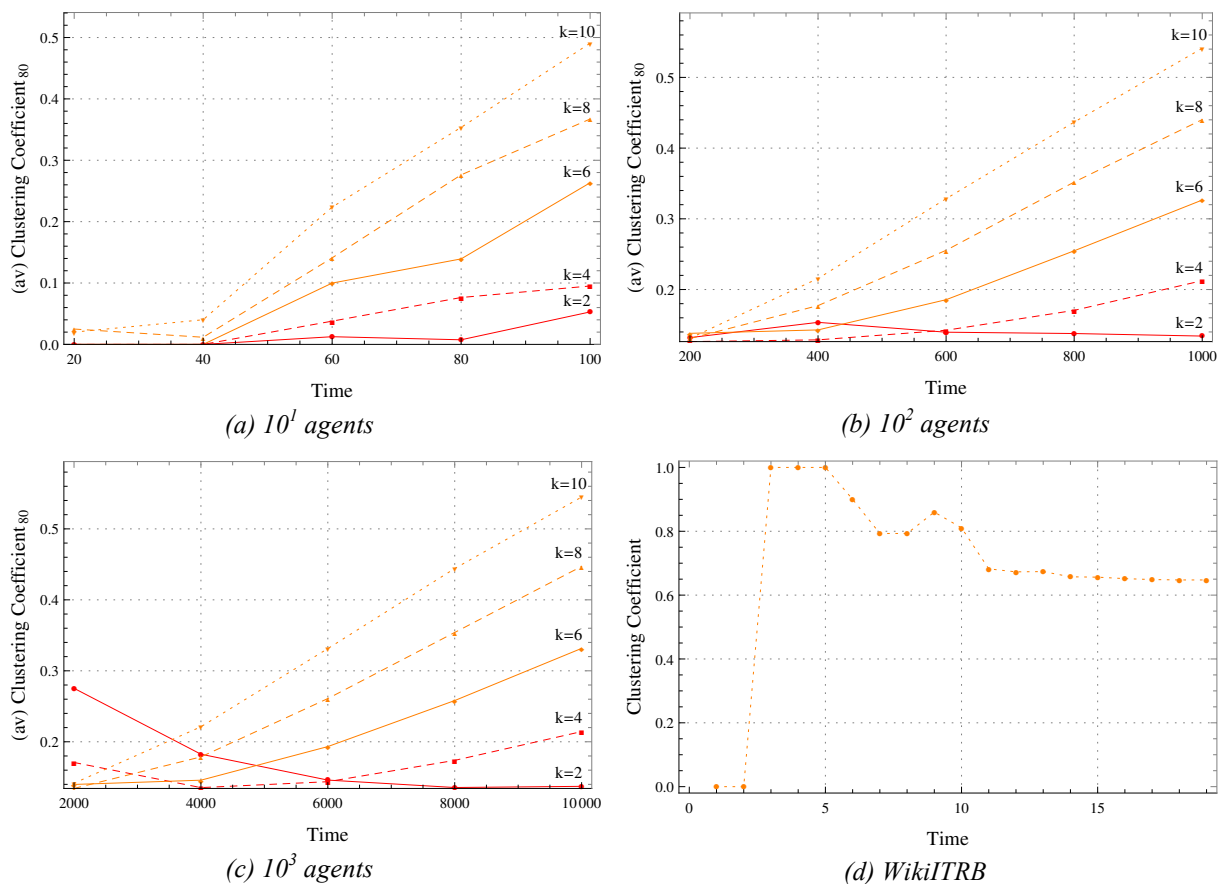 0.5
0.4
0.3
0.2
0.1
0.0
(av) Clustering Coefficient80
k=10
k=8
k=6
k=4
k=2
20 40 60 80 100
Time
(a) 10^1 agents
0.5
0.4
0.3
0.2
(av) Clustering Coefficient80
k=10
k=8
k=6
k=4
k=2
200 400 600 800 1000
Time
(b) 10^2 agents
0.5
0.4
0.3
0.2
(av) Clustering Coefficient80
k=10
k=8
k=6
k=4
k=2
2000 4000 6000 8000 10000
Time
(c) 10^3 agents
1.0
0.8
0.6
0.4
0.2
0.0
Clustering Coefficient
0 5 10 15
Time
(d) WikiITRB